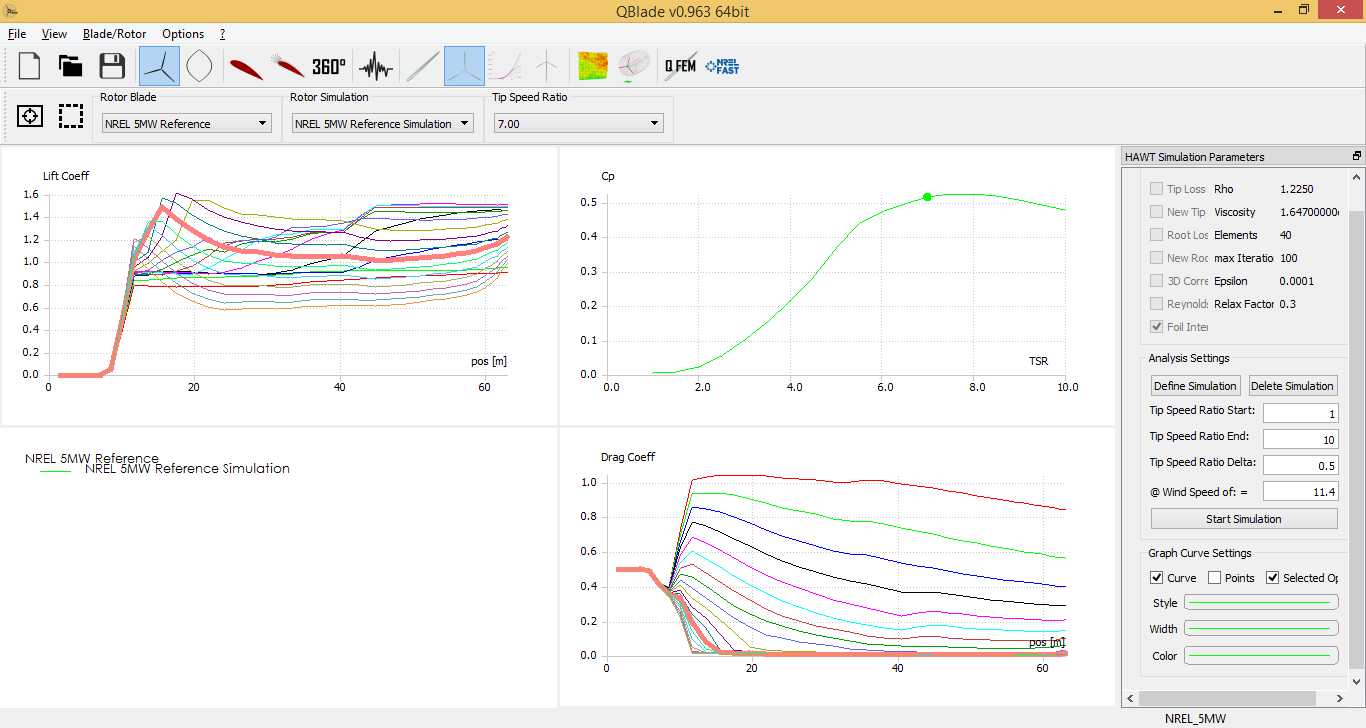 QBlade v0.963 64bit
File View Blade/Rotor Options ?
360° Q FEM NREL FAST
Rotor Blade Rotor Simulation Tip Speed Ratio
NREL 5MW Reference NREL 5MW Reference Simulation 7.00
Lift Coeff
1.6
1.4
1.2
1.0
0.8
0.6
0.4
0.2
0.0
pos [m]
0 20 40 60
Cp
0.5
0.4
0.3
0.2
0.1
0.0
TSR
0.0 2.0 4.0 6.0 8.0 10.0
NREL 5MW Reference
NREL 5MW Reference Simulation
Drag Coeff
1.0
0.8
0.6
0.4
0.2
0.0
pos [m]
0 20 40 60
HAWT Simulation Parameters
Tip Loss Rho 1.2250
New Tip Viscosity 1.64700000
Root Los Elements 40
New Roo max Iteratio 100
3D Corre Epsilon 0.0001
Reynolds Relax Factor 0.3
Foil Inter
Analysis Settings
Define Simulation Delete Simulation
Tip Speed Ratio Start: 1
Tip Speed Ratio End: 10
Tip Speed Ratio Delta: 0.5
@ Wind Speed of: = 11.4
Start Simulation
Graph Curve Settings
Curve Points Selected Op
Style
Width
Color
NREL_5MW